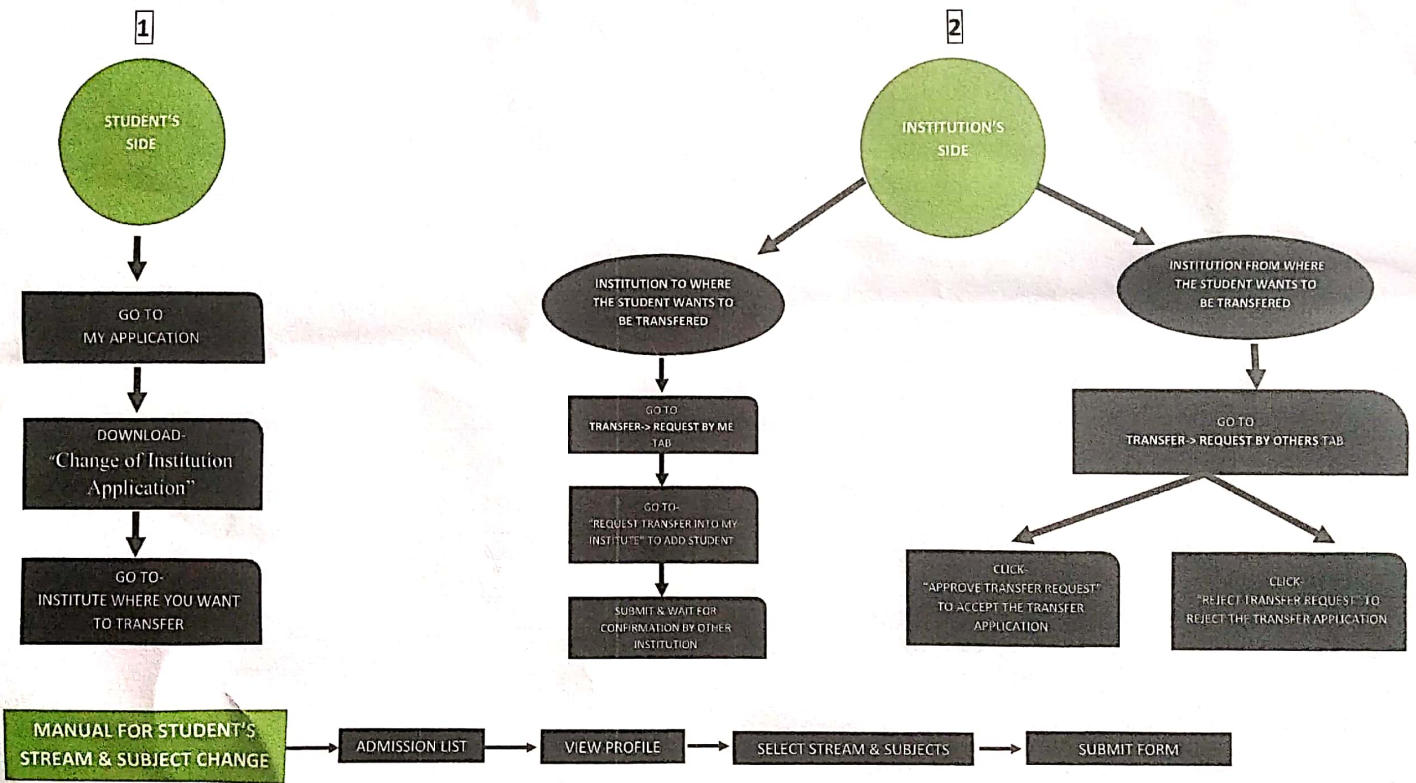 1
STUDENT'S
SIDE
GO TO
MY APPLICATION
DOWNLOAD-
"Change of Institution
Application"
GO TO-
INSTITUTE WHERE YOU WANT
TO TRANSFER
2
INSTITUTION'S
SIDE
INSTITUTION TO WHERE
THE STUDENT WANTS TO
BE TRANSFERED
GO TO
TRANSFER-> REQUEST BY ME
TAB
GO TO-
"REQUEST TRANSFER INTO MY
INSTITUTE" TO ADD STUDENT
SUBMIT & WAIT FOR
CONFIRMATION BY OTHER
INSTITUTION
INSTITUTION FROM WHERE
THE STUDENT WANTS TO
BE TRANSFERED
GO TO
TRANSFER-> REQUEST BY OTHERS TAB
CLICK-
"APPROVE TRANSFER REQUEST"
TO ACCEPT THE TRANSFER
APPLICATION
CLICK-
"REJECT TRANSFER REQUEST" TO
REJECT THE TRANSFER APPLICATION
MANUAL FOR STUDENT'S
STREAM & SUBJECT CHANGE
ADMISSION LIST
VIEW PROFILE
SELECT STREAM & SUBJECTS
SUBMIT FORM